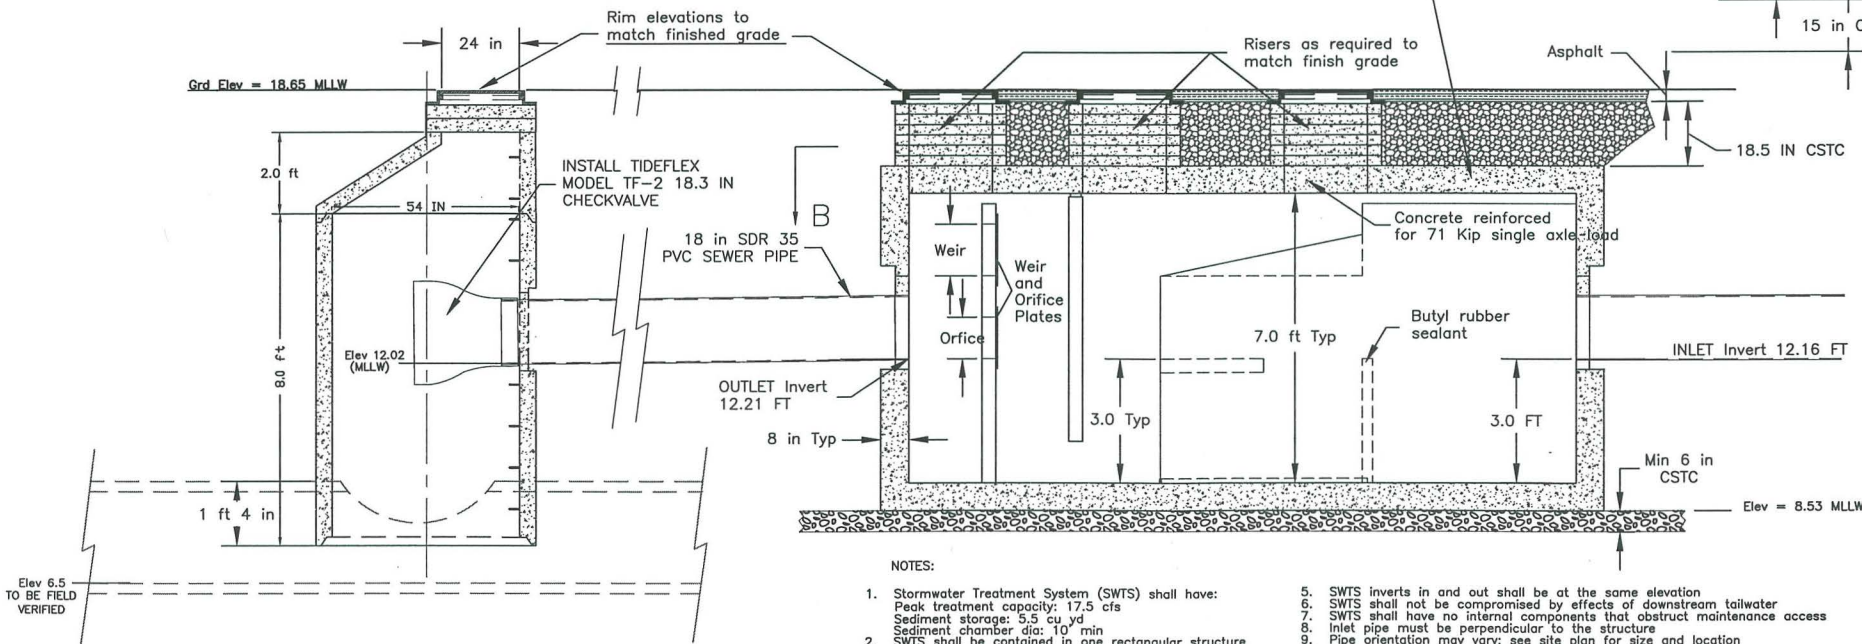 Rim elevations to
match finished grade
24 in
Grd Elev = 18.65 MLLW
Risers as required to
match finish grade
Asphalt
15 in
18.5 IN CSTC
2.0 ft
54 IN
INSTALL TIDEFLEX
MODEL TF-2 18.3 IN
CHECKVALVE
B
18 in SDR 35
PVC SEWER PIPE
Weir
Weir
and
Orifice
Plates
Orfice
Concrete reinforced
for 71 Kip single axle load
7.0 ft Typ
Butyl rubber
sealant
INLET Invert 12.16 FT
8.0 ft
Elev 12.02
(MLLW)
OUTLET Invert
12.21 FT
8 in Typ
3.0 Typ
3.0 FT
Min 6 in
CSTC
Elev = 8.53 MLLW
1 ft 4 in
Elev 6.5
TO BE FIELD
VERIFIED
NOTES:
1. Stormwater Treatment System (SWTS) shall have:
Peak treatment capacity: 17.5 cfs
Sediment storage: 5.5 cu yd
Sediment chamber dia: 10' min
2. SWTS shall be contained in one rectangular structure
5. SWTS inverts in and out shall be at the same elevation
6. SWTS shall not be compromised by effects of downstream tailwater
7. SWTS shall have no internal components that obstruct maintenance access
8. Inlet pipe must be perpendicular to the structure
9. Pipe orientation may vary; see site plan for size and location